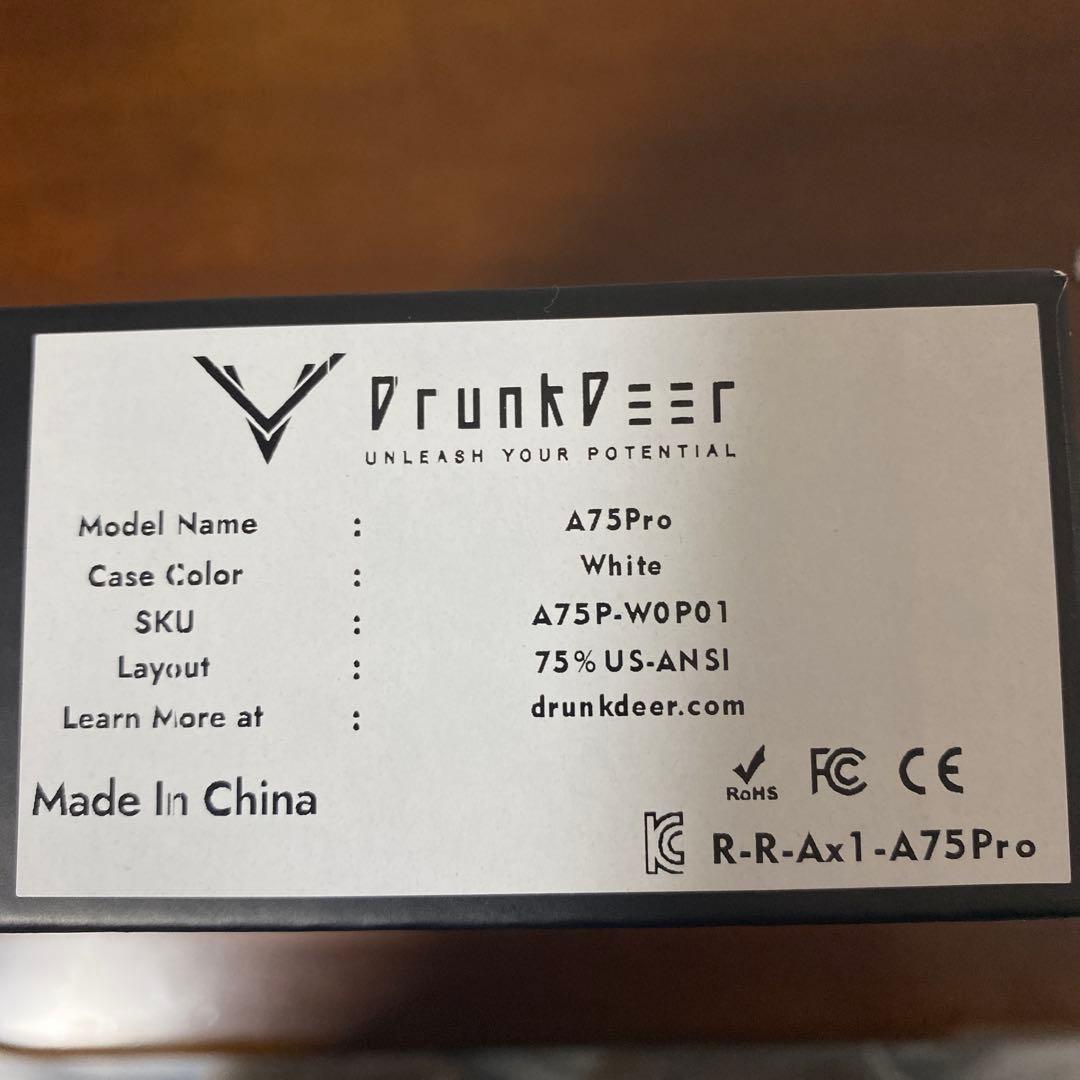 DrunkDeer
UNLEASH YOUR POTENTIAL
Model Name : A75Pro
Case Color : White
SKU : A75P-W0P01
Layout : 75% US-ANSI
Learn More at : drunkdeer.com
Made In China
RoHS FC CE
KC R-R-Ax1-A75Pro